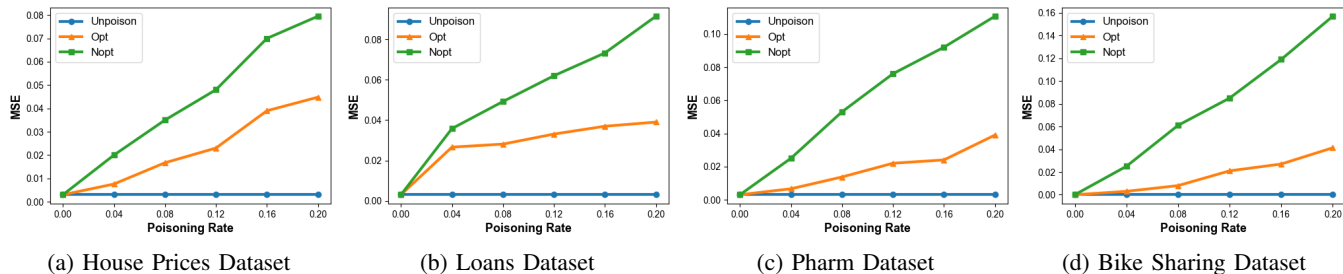 0.08
0.07
0.06
0.05
0.04
0.03
0.02
0.01
0.00
MSE
Unpoison
Opt
Nopt
0.00 0.04 0.08 0.12 0.16 0.20
Poisoning Rate
(a) House Prices Dataset
0.08
0.06
0.04
0.02
0.00
MSE
Unpoison
Opt
Nopt
0.00 0.04 0.08 0.12 0.16 0.20
Poisoning Rate
(b) Loans Dataset
0.10
0.08
0.06
0.04
0.02
0.00
MSE
Unpoison
Opt
Nopt
0.00 0.04 0.08 0.12 0.16 0.20
Poisoning Rate
(c) Pharm Dataset
0.16
0.14
0.12
0.10
0.08
0.06
0.04
0.02
0.00
MSE
Unpoison
Opt
Nopt
0.00 0.04 0.08 0.12 0.16 0.20
Poisoning Rate
(d) Bike Sharing Dataset